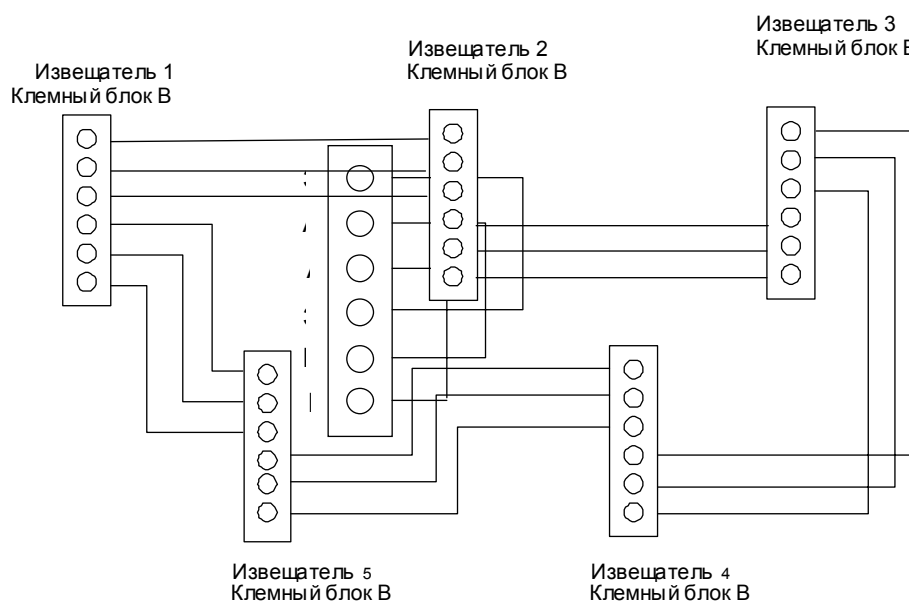 Извещатель 3
Клемный блок В
Извещатель 2
Клемный блок В
Извещатель 1
Клемный блок В
Извещатель 5
Клемный блок В
Извещатель 4
Клемный блок В